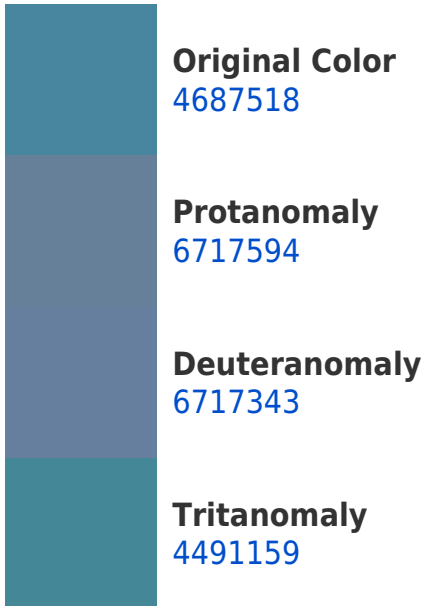 Original Color
4687518
Protanomaly
6717594
Deuteranomaly
6717343
Tritanomaly
4491159